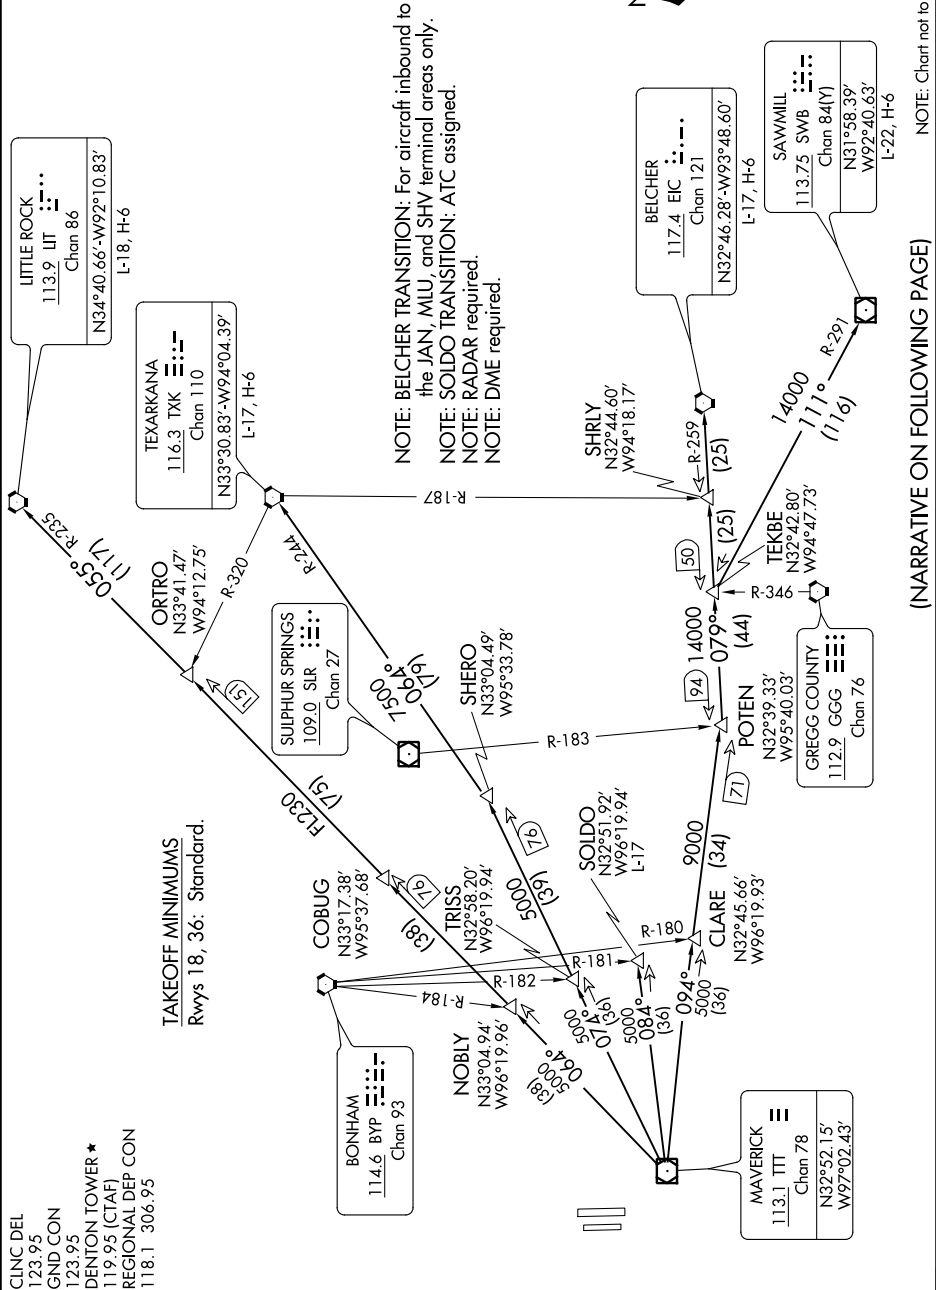 CLNC DEL
123.95
GND CON
123.95
DENTON TOWER ★
119.95 (CTAF)
REGIONAL DEP CON
118.1 306.95
TAKEOFF MINIMUMS
Rwys 18, 36: Standard.
LITTLE ROCK
113.9 LIT
Chan 86
N34°40.66'-W92°10.83'
L-18, H-6
TEXARKANA
116.3 TXK
Chan 110
N33°30.83'-W94°04.39'
L-17, H-6
R-235
055°
(117)
ORTRO
N33°41.47'
W94°12.75'
R-320
151
R-244
R-187
SULPHUR SPRINGS
109.0 SLR
Chan 27
7500
064°
(79)
FL230
(75)
COBUG
N33°17.38'
W95°37.68'
76
(38)
SHERO
N33°04.49'
W95°33.78'
76
5000
(39)
TRISS
N32°58.20'
W96°19.94'
SOLDO
N32°51.92'
W96°19.94'
L-17
BONHAM
114.6 BYP
Chan 93
R-184
R-182
R-181
R-180
NOBLY
N33°04.94'
W96°19.96'
064°
5000
(38)
5000
074°
(36)
5000
084°
(36)
094°
5000
(36)
CLARE
N32°45.66'
W96°19.93'
9000
(34)
71
R-183
POTEN
N32°39.33'
W95°40.03'
94
14000
079°
(44)
50
TEKBE
N32°42.80'
W94°47.73'
R-346
GREGG COUNTY
112.9 GGG
Chan 76
(25)
SHRLY
N32°44.60'
W94°18.17'
R-259
(25)
14000
111°
(116)
R-291
BELCHER
117.4 EIC
Chan 121
N32°46.28'-W93°48.60'
L-17, H-6
SAWMILL
113.75 SWB
Chan 84(Y)
N31°58.39'
W92°40.63'
L-22, H-6
MAVERICK
113.1 TTT
Chan 78
N32°52.15'
W97°02.43'
NOTE: BELCHER TRANSITION: For aircraft inbound to
the JAN, MLU, and SHV terminal areas only.
NOTE: SOLDO TRANSITION: ATC assigned.
NOTE: RADAR required.
NOTE: DME required.
N
(NARRATIVE ON FOLLOWING PAGE)
NOTE: Chart not to